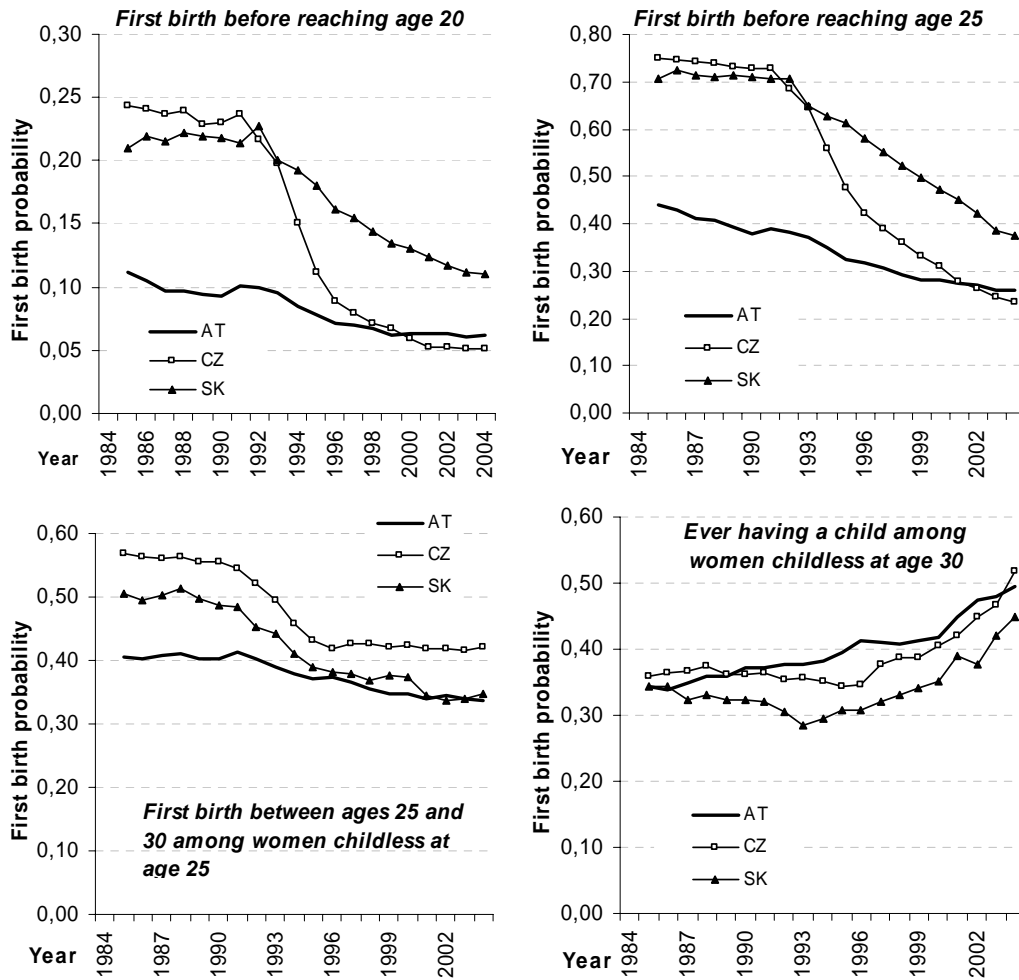 First birth before reaching age 20
0,30
0,25
0,20
0,15
0,10
0,05
0,00
First birth probability
AT
CZ
SK
Year
1984
1986
1988
1990
1992
1994
1996
1998
2000
2002
2004
First birth before reaching age 25
0,80
0,70
0,60
0,50
0,40
0,30
0,20
0,10
0,00
First birth probability
AT
CZ
SK
Year
1984
1987
1990
1993
1996
1999
2002
0,60
0,50
0,40
0,30
0,20
0,10
0,00
First birth probability
AT
CZ
SK
First birth between ages 25 and
30 among women childless at
age 25
Year
1984
1987
1990
1993
1996
1999
2002
Ever having a child among
women childless at age 30
0,60
0,50
0,40
0,30
0,20
0,10
0,00
First birth probability
AT
CZ
SK
Year
1984
1987
1990
1993
1996
1999
2002